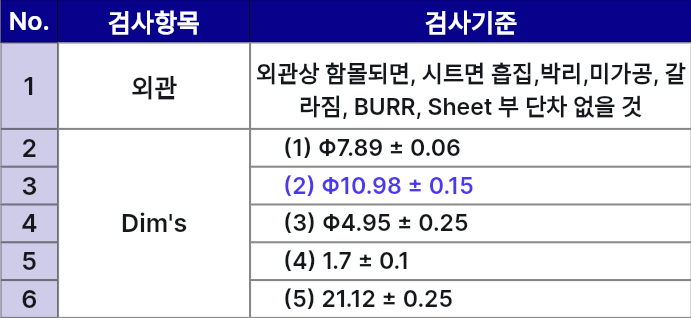 No. 검사항목 검사기준
1 외관 외관상 함몰되면, 시트면 흡집,박리,미가공, 갈
라짐, BURR, Sheet 부 단차 없을 것
2 (1) Φ7.89 ± 0.06
3 (2) Φ10.98 ± 0.15
4 Dim's (3) Φ4.95 ± 0.25
5 (4) 1.7 ± 0.1
6 (5) 21.12 ± 0.25